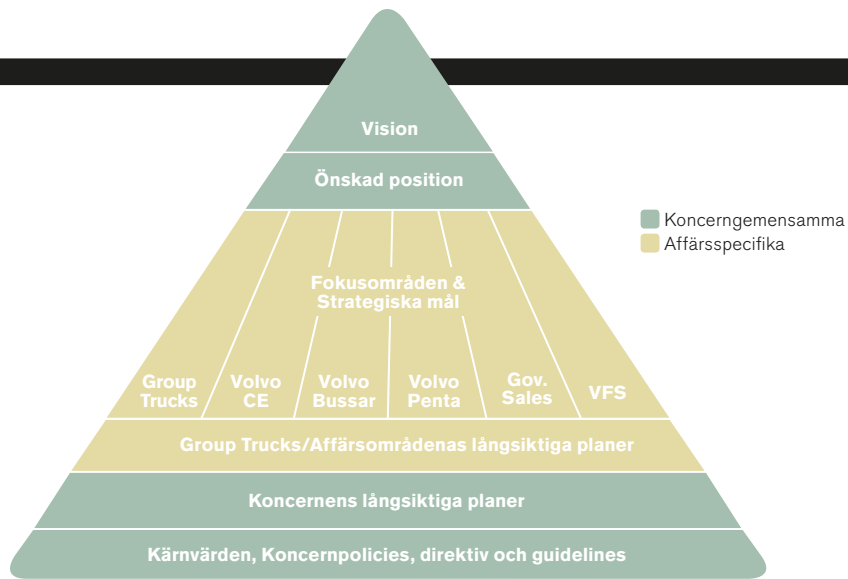 Vision
Önskad position
Koncerngemensamma
Affärsspecifika
Fokusområden &
Strategiska mål
Group
Trucks
Volvo
CE
Volvo
Bussar
Volvo
Penta
Gov.
Sales
VFS
Group Trucks/Affärsområdenas långsiktiga planer
Koncernens långsiktiga planer
Kärnvärden, Koncernpolicies, direktiv och guidelines